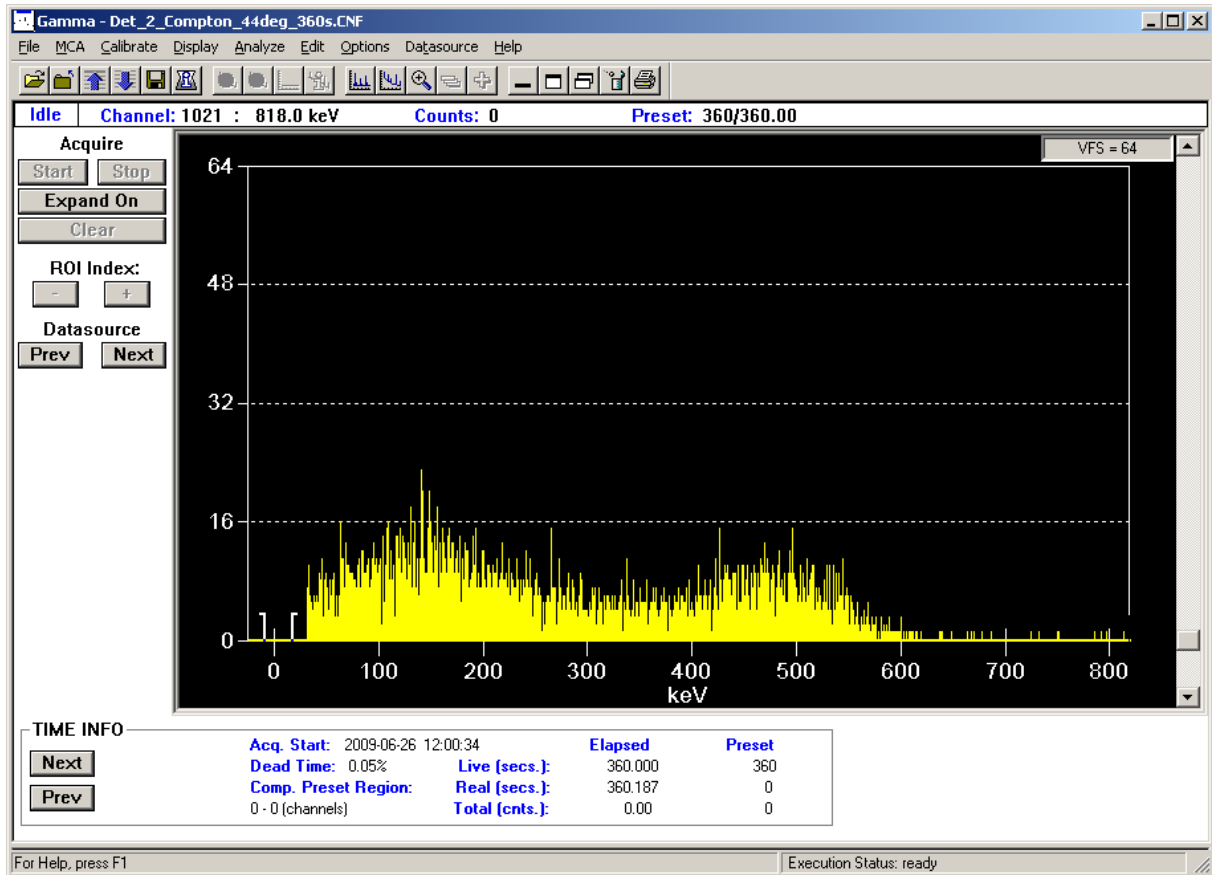 Gamma - Det_2_Compton_44deg_360s.CNF
File MCA Calibrate Display Analyze Edit Options Datasource Help
Idle Channel: 1021 : 818.0 keV Counts: 0 Preset: 360/360.00
Acquire
Start Stop
Expand On
Clear
ROI Index:
- +
Datasource
Prev Next
VFS = 64
64
48
32
16
0
0 100 200 300 400 500 600 700 800
keV
TIME INFO
Next
Prev
Acq. Start: 2009-06-26 12:00:34 Elapsed Preset
Dead Time: 0.05% Live (secs.): 360.000 360
Comp. Preset Region: Real (secs.): 360.187 0
0 - 0 (channels) Total (cnts.): 0.00 0
For Help, press F1 Execution Status: ready